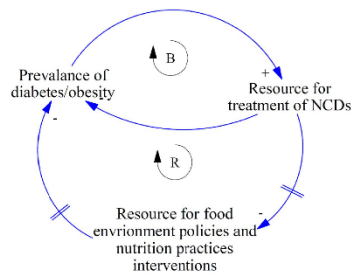 B
Prevalance of
diabetes/obesity
-
+
Resource for
treatment of NCDs
-
R
-
Resource for food
envrionment policies and
nutrition practices
interventions